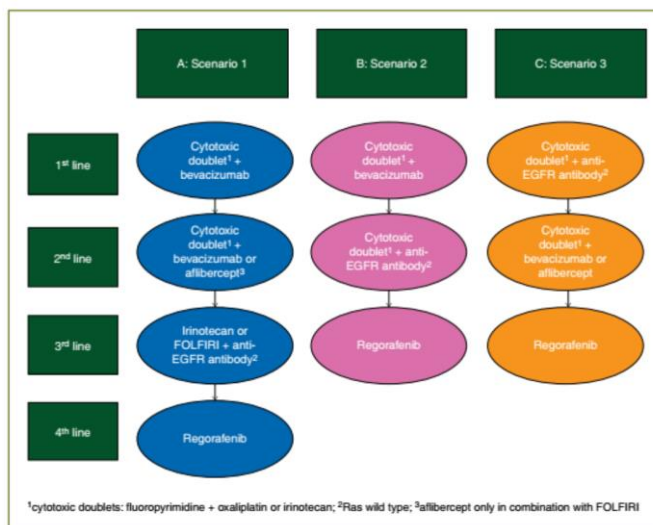 A: Scenario 1
B: Scenario 2
C: Scenario 3
1st line
Cytotoxic
doublet¹ +
bevacizumab
Cytotoxic
doublet¹ +
bevacizumab
Cytotoxic
doublet¹ + anti-
EGFR antibody²
2nd line
Cytotoxic
doublet¹ +
bevacizumab or
aflibercept³
Cytotoxic
doublet¹ + anti-
EGFR antibody²
Cytotoxic
doublet¹ +
bevacizumab or
aflibercept
3rd line
Irinotecan or
FOLFIRI + anti-
EGFR antibody²
Regorafenib
Regorafenib
4th line
Regorafenib
¹cytotoxic doublets: fluoropyrimidine + oxaliplatin or irinotecan; ²Ras wild type; ³aflibercept only in combination with FOLFIRI